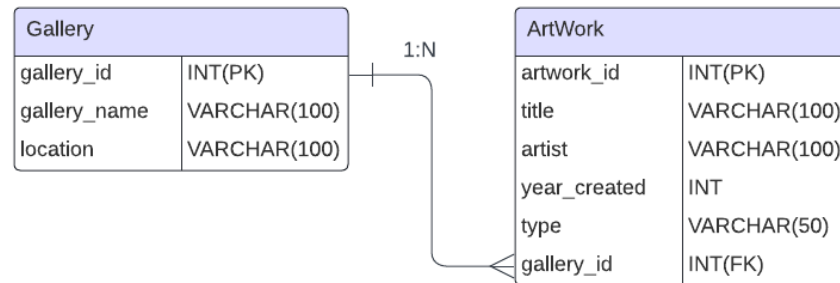 Gallery
gallery_id INT(PK)
gallery_name VARCHAR(100)
location VARCHAR(100)
1:N
ArtWork
artwork_id INT(PK)
title VARCHAR(100)
artist VARCHAR(100)
year_created INT
type VARCHAR(50)
gallery_id INT(FK)